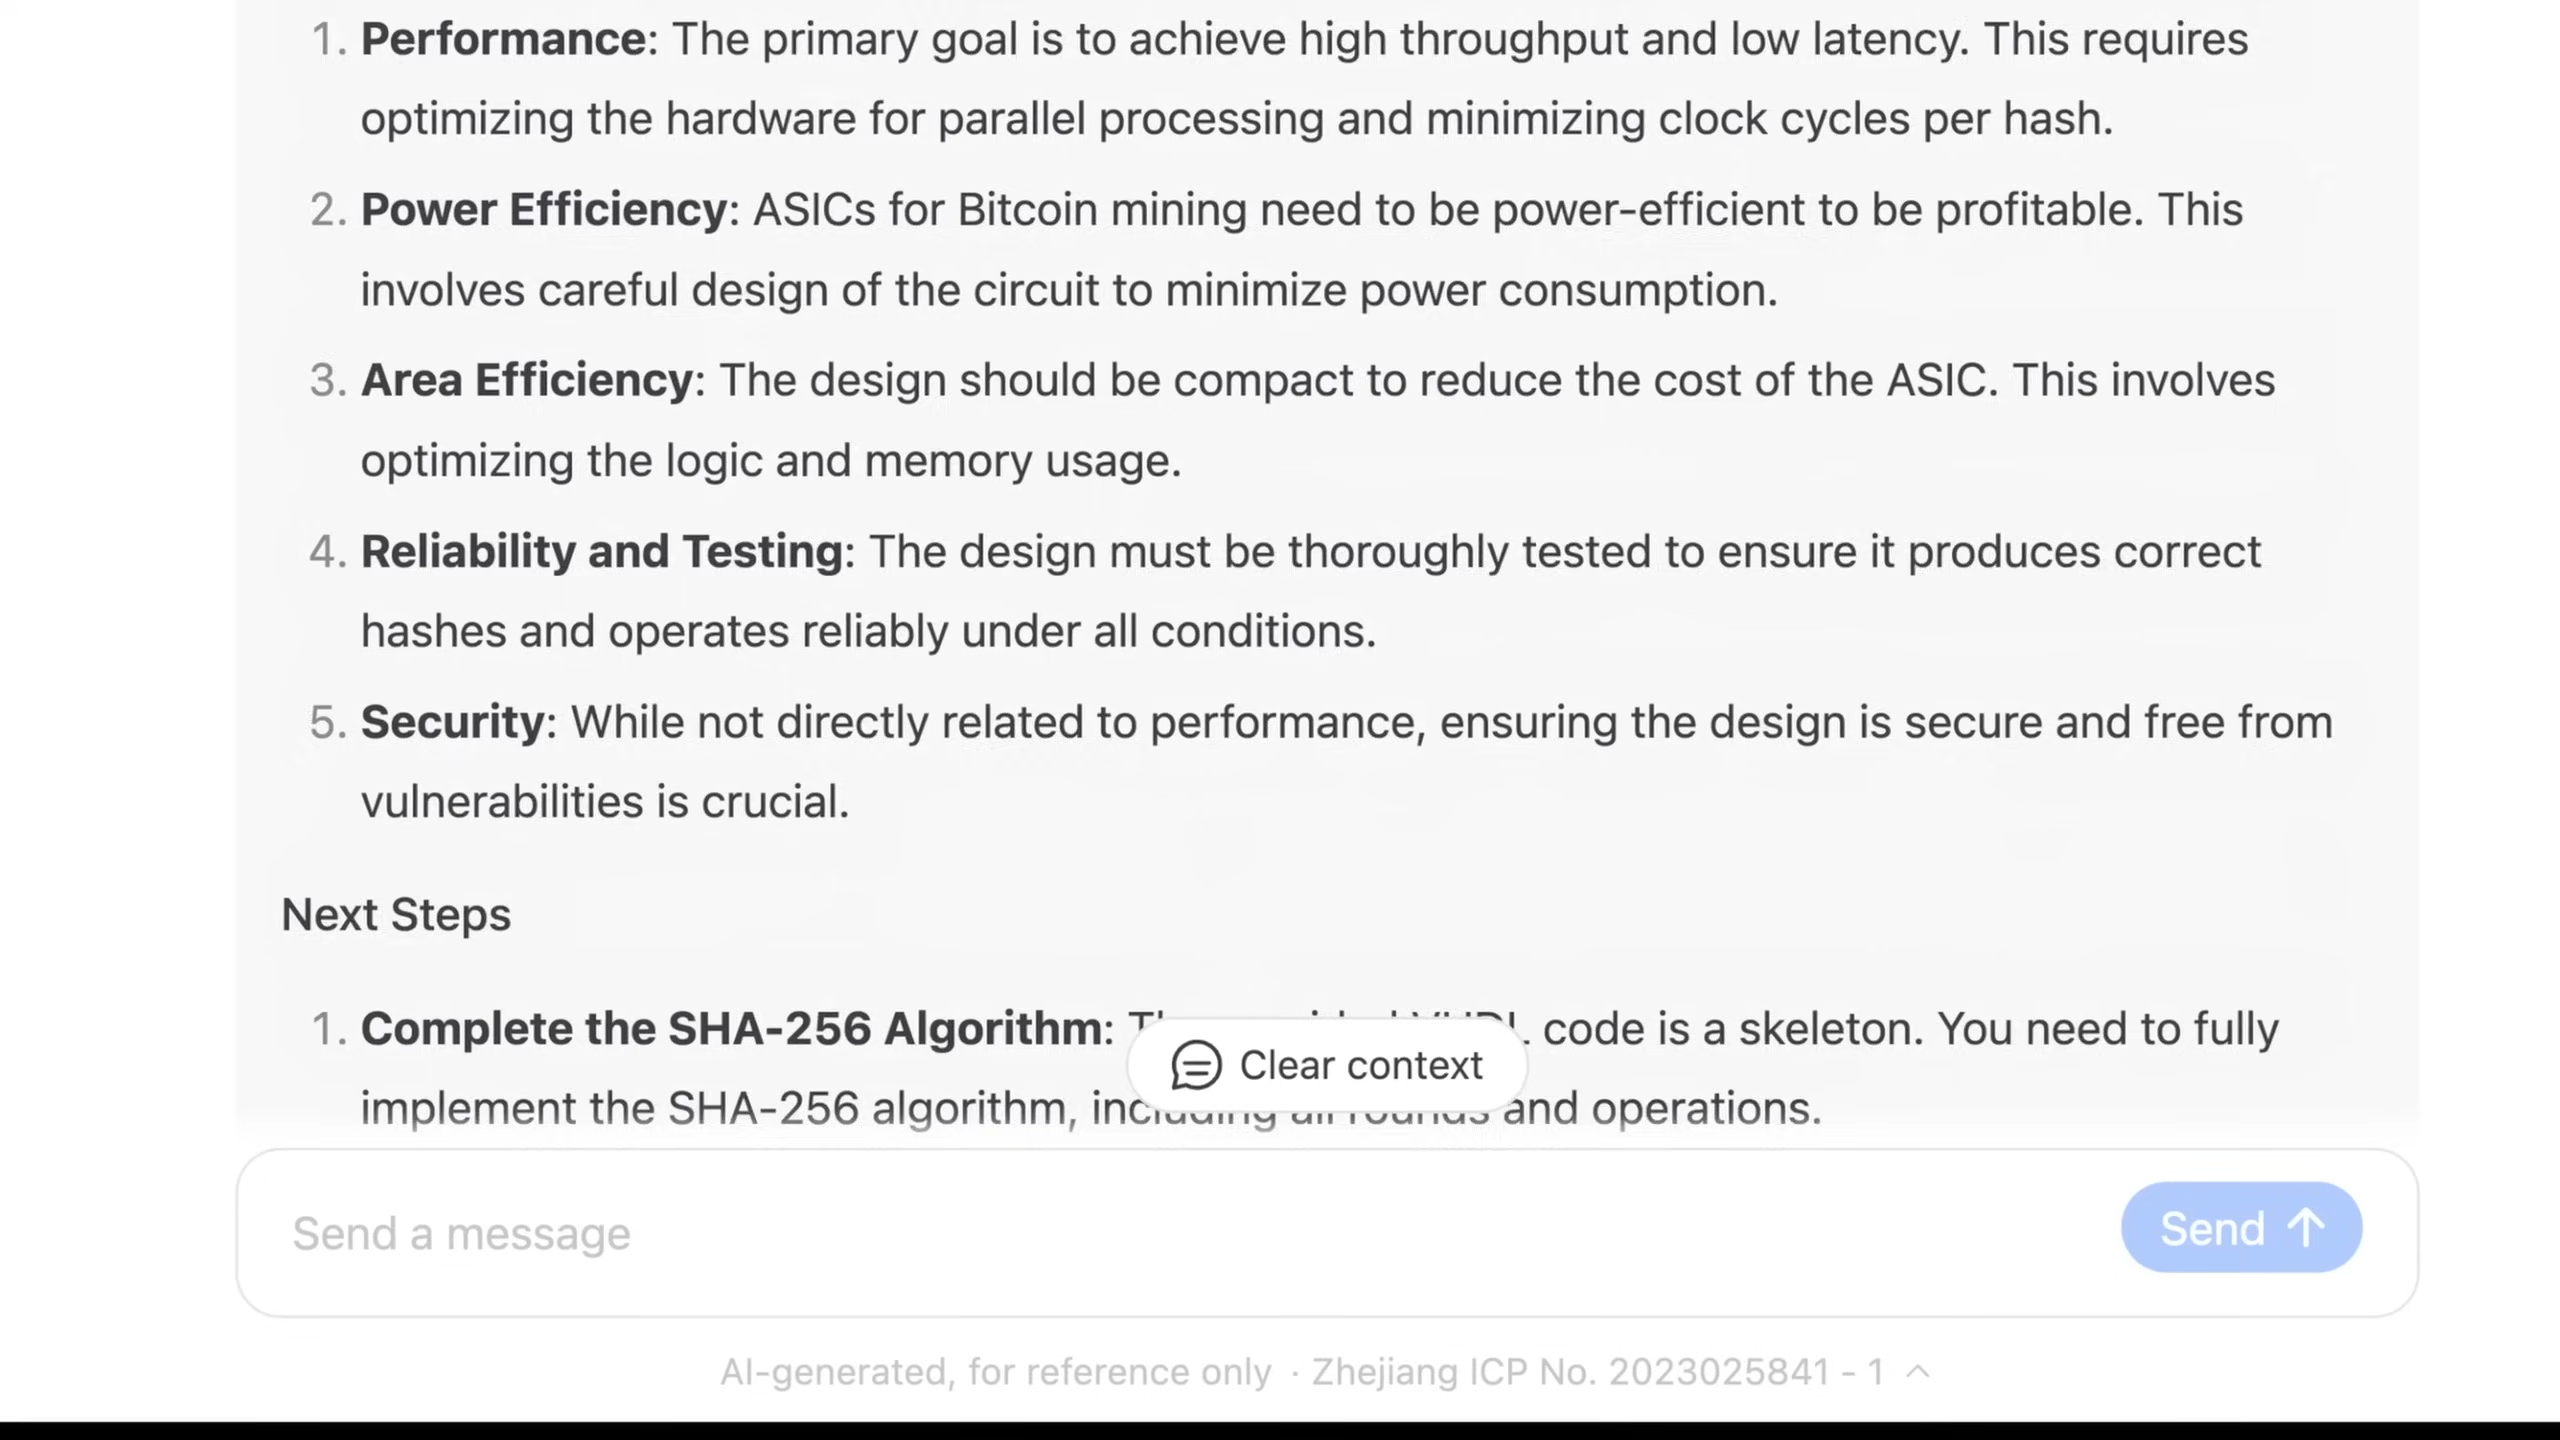 1. Performance: The primary goal is to achieve high throughput and low latency. This requires
optimizing the hardware for parallel processing and minimizing clock cycles per hash.
2. Power Efficiency: ASICs for Bitcoin mining need to be power-efficient to be profitable. This
involves careful design of the circuit to minimize power consumption.
3. Area Efficiency: The design should be compact to reduce the cost of the ASIC. This involves
optimizing the logic and memory usage.
4. Reliability and Testing: The design must be thoroughly tested to ensure it produces correct
hashes and operates reliably under all conditions.
5. Security: While not directly related to performance, ensuring the design is secure and free from
vulnerabilities is crucial.
Next Steps
1. Complete the SHA-256 Algorithm: code is a skeleton. You need to fully
implement the SHA-256 algorithm, including all rounds and operations.
Clear context
Send a message
Send
AI-generated, for reference only · Zhejiang ICP No. 2023025841 - 1